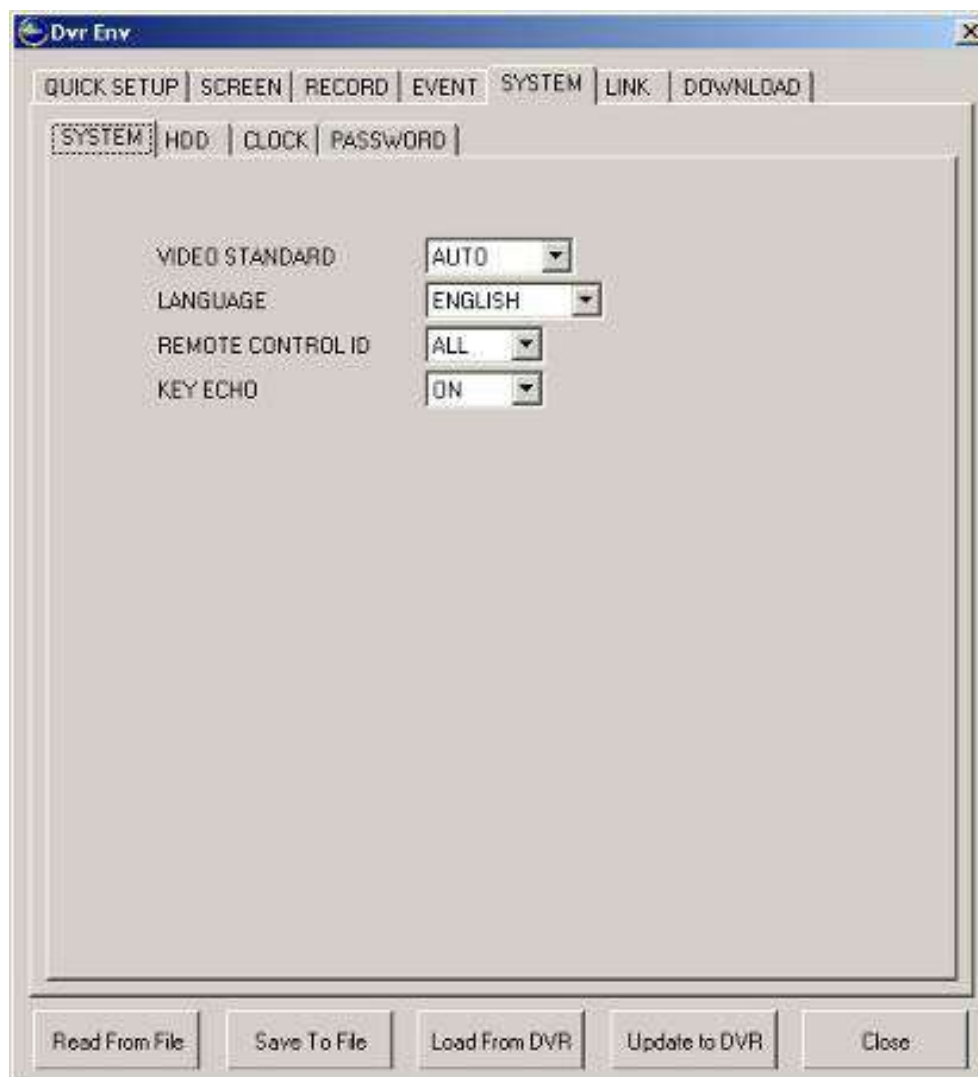 Dvr Env
QUICK SETUP SCREEN RECORD EVENT SYSTEM LINK DOWNLOAD
SYSTEM HDD CLOCK PASSWORD
VIDEO STANDARD AUTO
LANGUAGE ENGLISH
REMOTE CONTROL ID ALL
KEY ECHO ON
Read From File Save To File Load From DVR Update to DVR Close